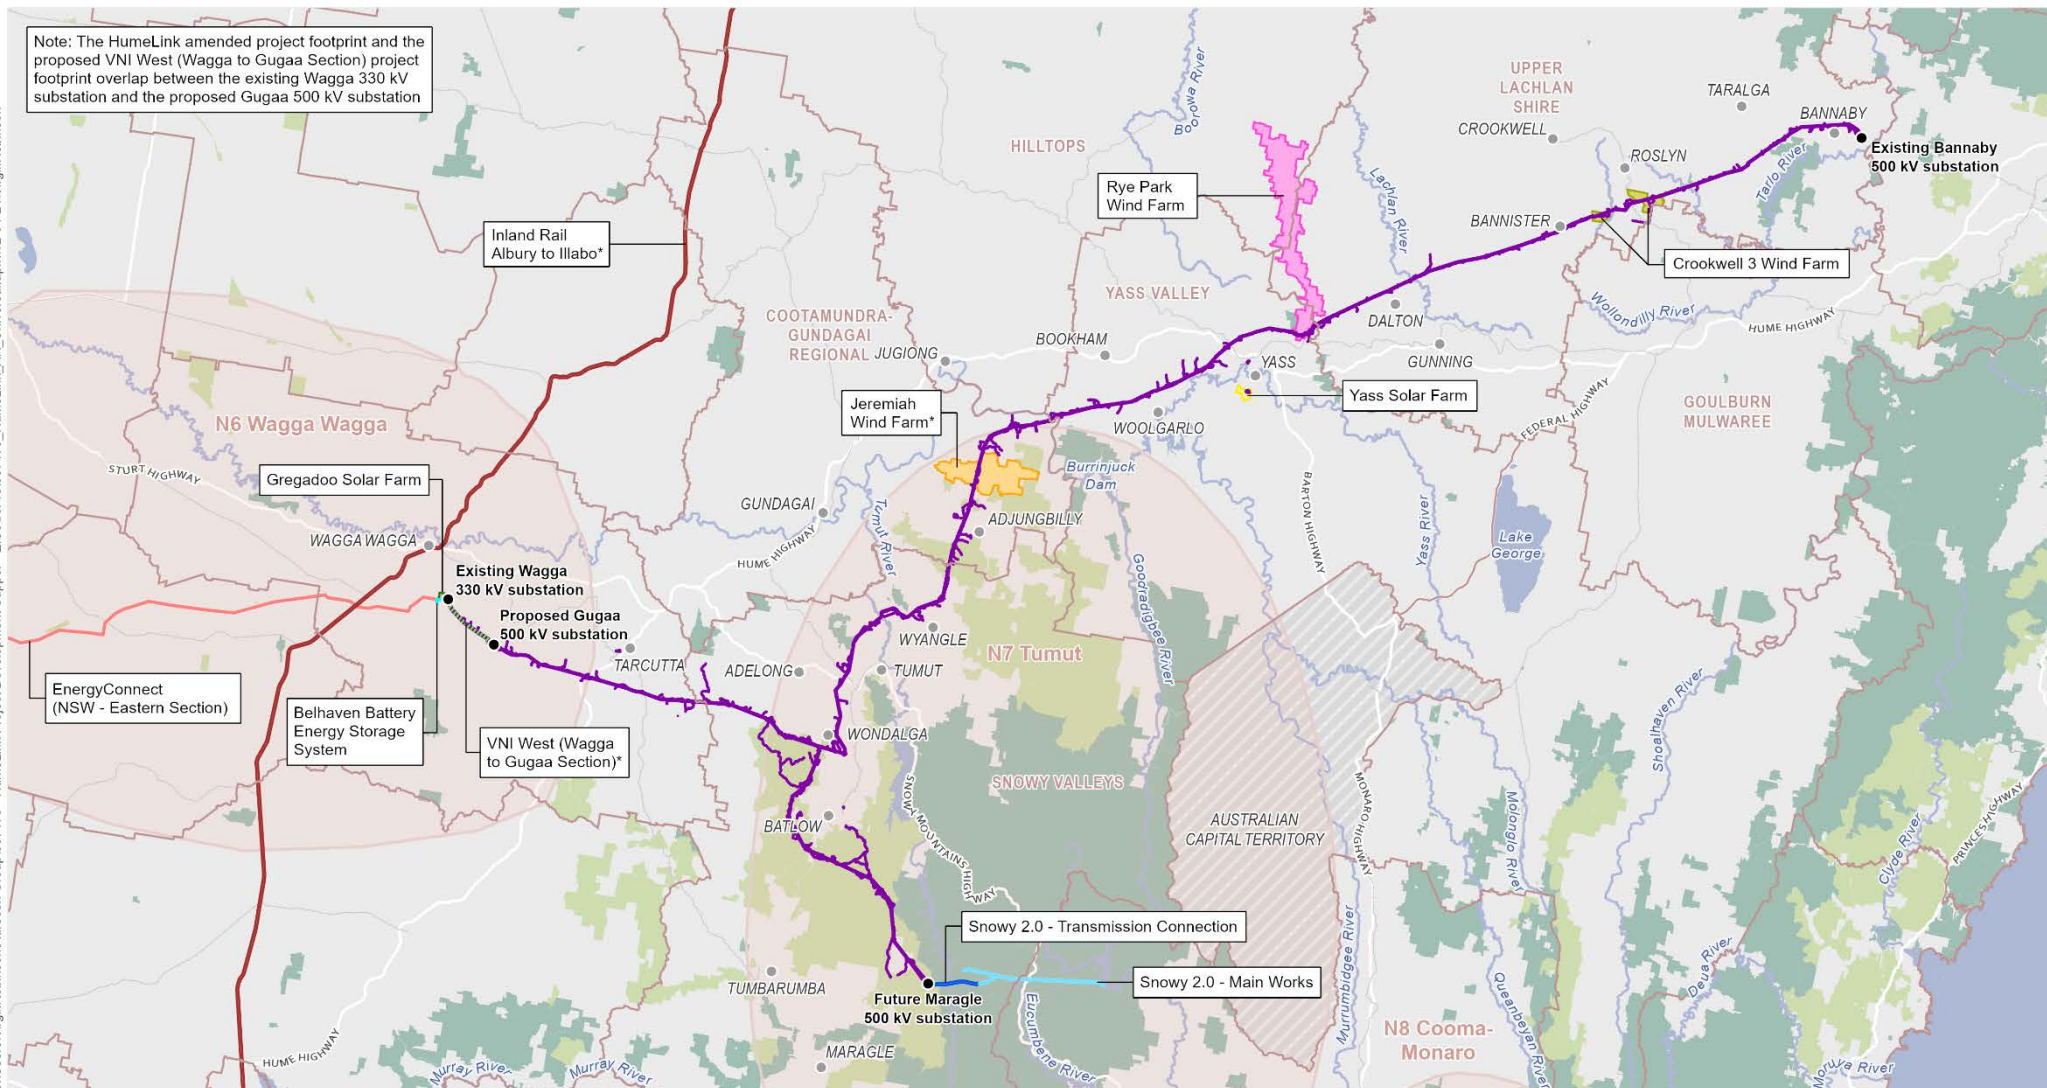 Note: The HumeLink amended project footprint and the
proposed VNI West (Wagga to Gugaa Section) project
footprint overlap between the existing Wagga 330 kV
substation and the proposed Gugaa 500 kV substation
Boorowa River
UPPER
LACHLAN
SHIRE
TARALGA
BANNABY
CROOKWELL
Existing Bannaby
500 kV substation
HILLTOPS
ROSLYN
Tarlo River
Rye Park
Wind Farm
Lachlan River
BANNISTER
Inland Rail
Albury to Illabo*
Crookwell 3 Wind Farm
YASS VALLEY
Wollondilly River
HUME HIGHWAY
COOTAMUNDRA-
GUNDAGAI
REGIONAL
JUGIONG
BOOKHAM
DALTON
GUNNING
YASS
Yass Solar Farm
GOULBURN
MULWAREE
FEDERAL HIGHWAY
Jeremiah
Wind Farm*
WOOLGARLO
N6 Wagga Wagga
STURT HIGHWAY
Gregadoo Solar Farm
Burrinjuck
Dam
BARTON HIGHWAY
Yass River
GUNDAGAI
Tumut River
ADJUNGBILLY
Lake
George
WAGGA WAGGA
HUME HIGHWAY
Goodradigbee River
Existing Wagga
330 kV substation
Proposed Gugaa
500 kV substation
WYANGLE
N7 Tumut
TARCUTTA
ADELONG
TUMUT
EnergyConnect
(NSW - Eastern Section)
Belhaven Battery
Energy Storage
System
VNI West (Wagga
to Gugaa Section)*
WONDALGA
SNOWY MOUNTAINS HIGHWAY
SNOWY VALLEYS
Shoalhaven River
MONARO HIGHWAY
Molonglo River
BATLOW
AUSTRALIAN
CAPITAL TERRITORY
Clyde River
PRINCES HIGHWAY
Snowy 2.0 - Transmission Connection
Snowy 2.0 - Main Works
TUMBARUMBA
Future Maragle
500 kV substation
Eucumbene River
Murrumbidgee River
Queanbeyan River
Deua River
N8 Cooma-
Monaro
HUME HIGHWAY
Murray River
Murray River
MARAGLE
Moruya River